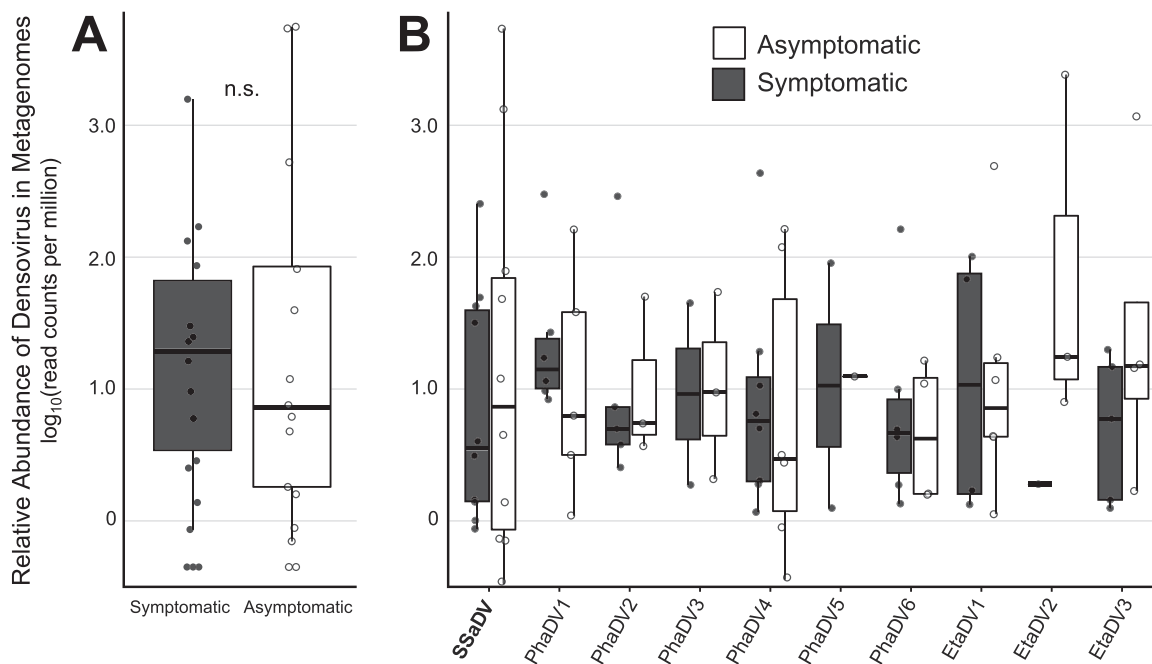 A
B
Relative Abundance of Densovirus in Metagenomes
log₁₀(read counts per million)
n.s.
3.0
2.0
1.0
0
Symptomatic
Asymptomatic
Asymptomatic
Symptomatic
3.0
2.0
1.0
0
SSaDV
PhaDV1
PhaDV2
PhaDV3
PhaDV4
PhaDV5
PhaDV6
EtaDV1
EtaDV2
EtaDV3